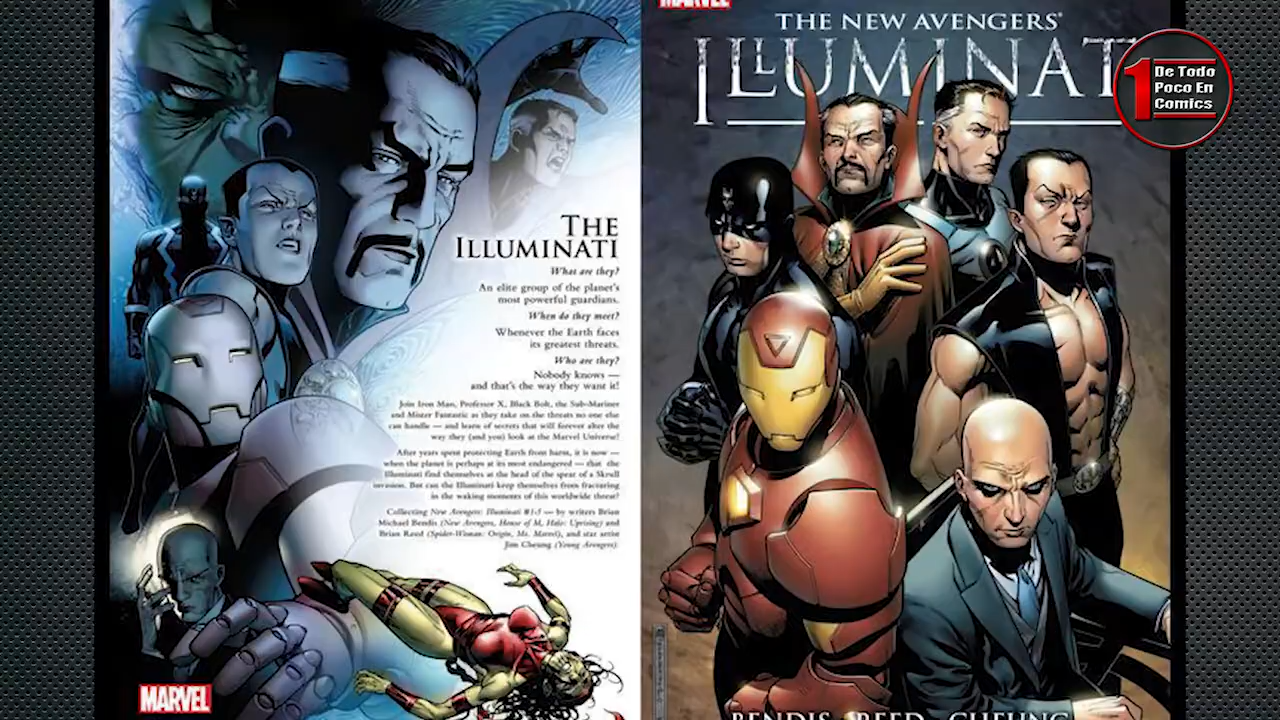 THE
ILLUMINATI
What are they?
An elite group of the planet's
most powerful guardians.
When do they meet?
Whenever the Earth faces
its greatest threats.
Who are they?
Nobody knows —
and that's the way they want it!
Join Iron Man, Professor X, Black Bolt, the Sub-Mariner
and Mister Fantastic as they take on the threats no one else
can handle — and learn of secrets that will forever alter the
way they (and you) look at the Marvel Universe!
After years spent protecting Earth from harm, it is now —
when the planet is perhaps at its most endangered — that the
Illuminati find themselves at the head of the spear of a Skrull
invasion. But can the Illuminati keep themselves from fracturing
in the waking moments of this worldwide threat?
Collecting New Avengers: Illuminati #1-5 — by writers Brian
Michael Bendis (New Avengers, House of M, Halo: Uprising) and
Brian Reed (Spider-Woman: Origin, Ms. Marvel), and star artist
Jim Cheung (Young Avengers).
MARVEL
MARVEL
THE NEW AVENGERS
ILLUMINAT
BENDIS REED CHEUNG
1 De Todo
Poco En
Comics